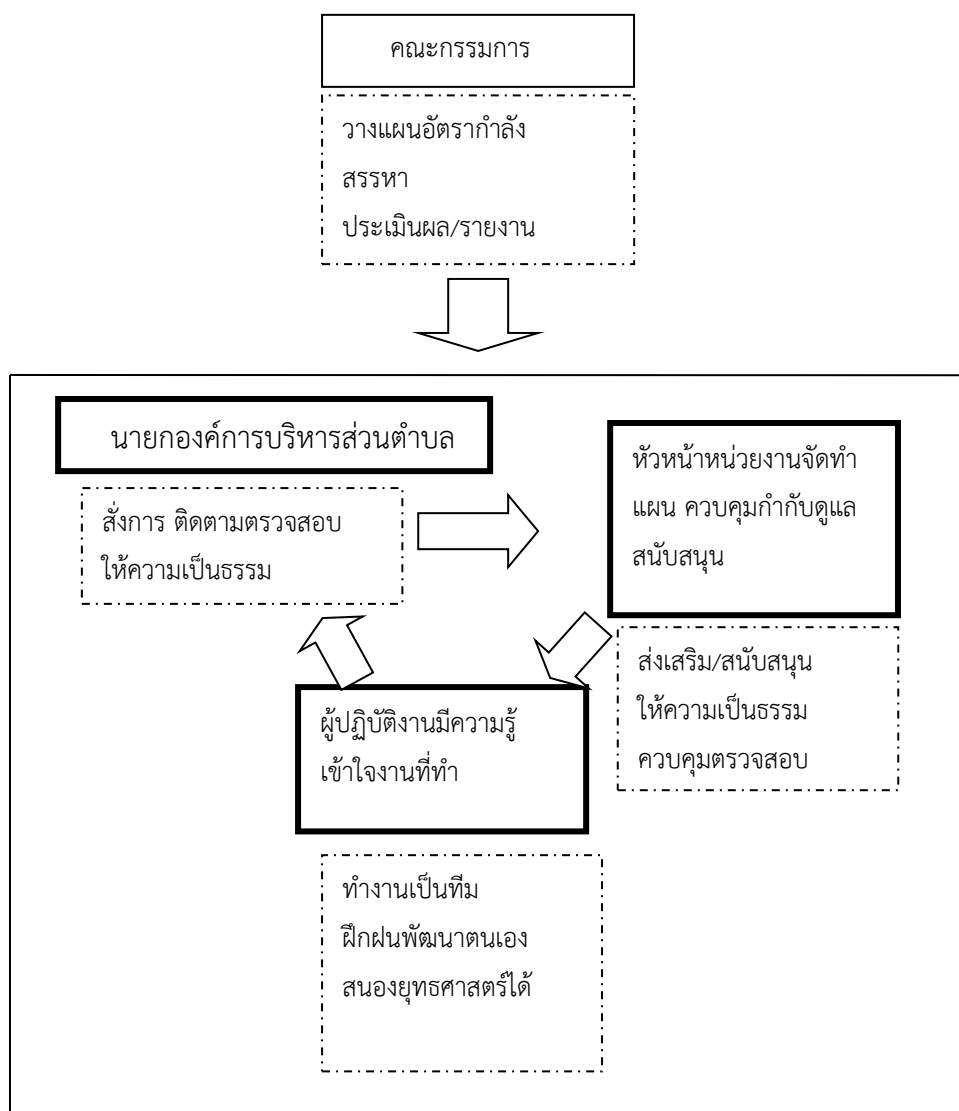 คณะกรรมการ
วางแผนอัตรากำลัง
สรรหา
ประเมินผล/รายงาน
นายกองค์การบริหารส่วนตำบล
สั่งการ ติดตามตรวจสอบ
ให้ความเป็นธรรม
หัวหน้าหน่วยงานจัดทำ
แผน ควบคุมกำกับดูแล
สนับสนุน
ส่งเสริม/สนับสนุน
ให้ความเป็นธรรม
ควบคุมตรวจสอบ
ผู้ปฏิบัติงานมีความรู้
เข้าใจงานที่ทำ
ทำงานเป็นทีม
ฝึกฝนพัฒนาตนเอง
สนองยุทธศาสตร์ได้